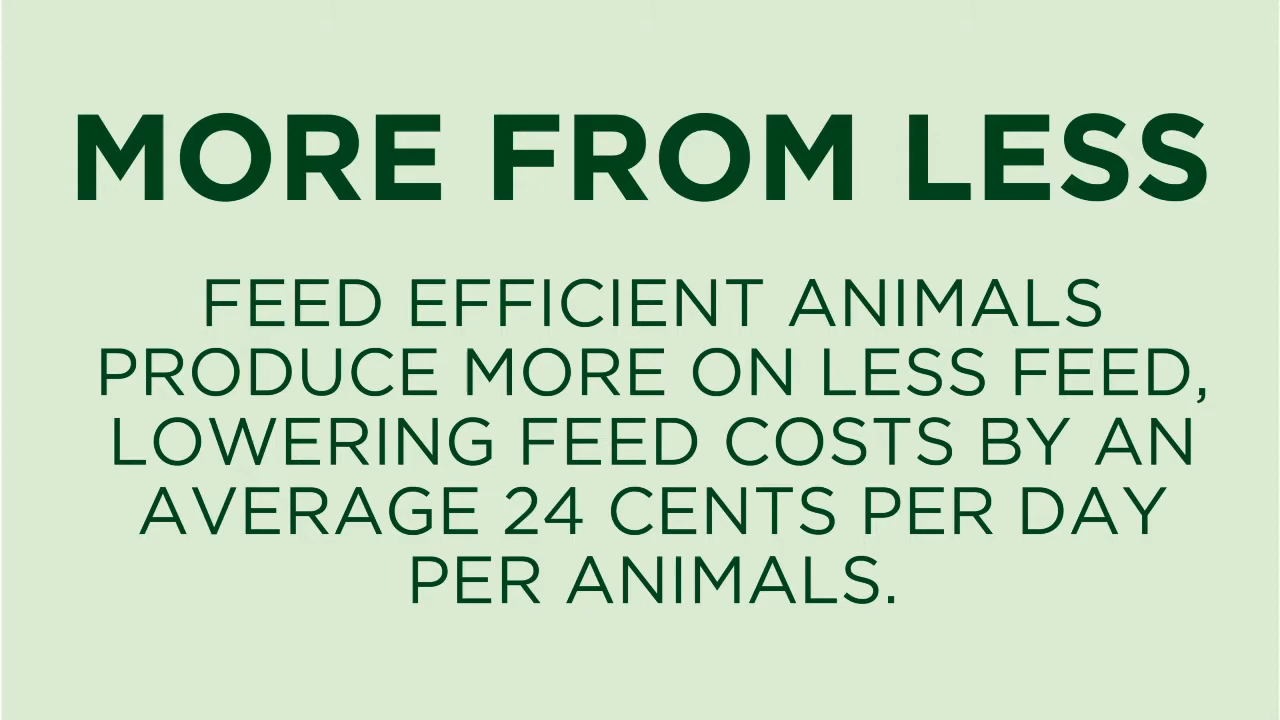 MORE FROM LESS
FEED EFFICIENT ANIMALS
PRODUCE MORE ON LESS FEED,
LOWERING FEED COSTS BY AN
AVERAGE 24 CENTS PER DAY
PER ANIMALS.